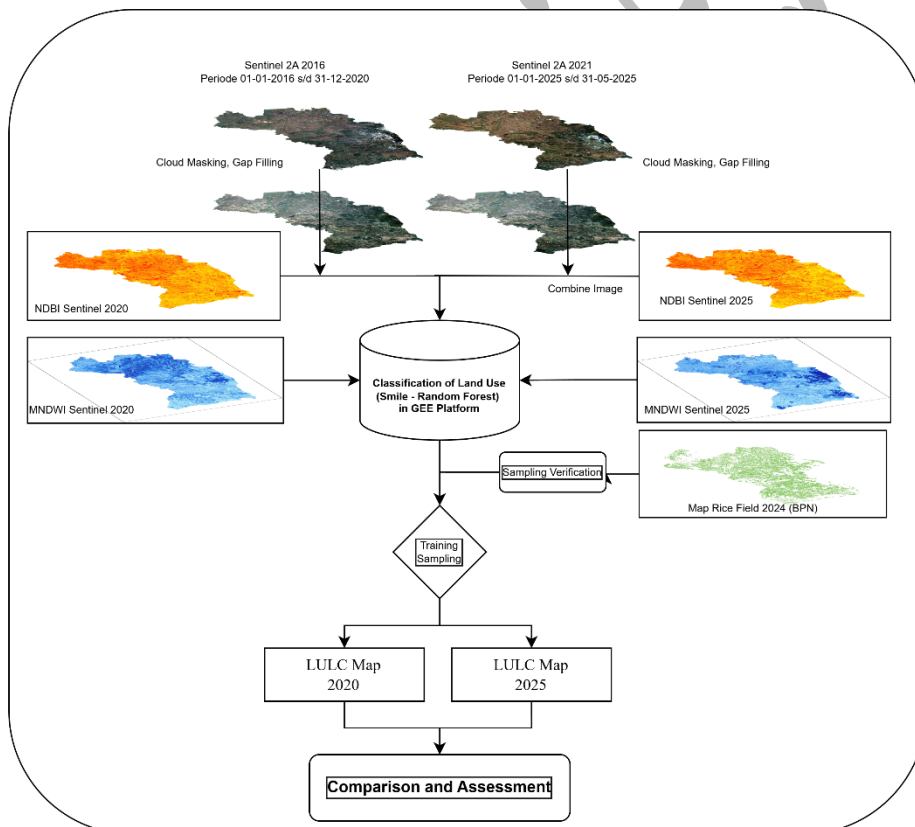 Sentinel 2A 2016
Periode 01-01-2016 s/d 31-12-2020
Sentinel 2A 2021
Periode 01-01-2025 s/d 31-05-2025
Cloud Masking, Gap Filling
Cloud Masking, Gap Filling
NDBI Sentinel 2020
Combine Image
NDBI Sentinel 2025
MNDWI Sentinel 2020
Classification of Land Use
(Smile - Random Forest)
in GEE Platform
MNDWI Sentinel 2025
Sampling Verification
Map Rice Field 2024 (BPN)
Training
Sampling
LULC Map
2020
LULC Map
2025
Comparison and Assessment